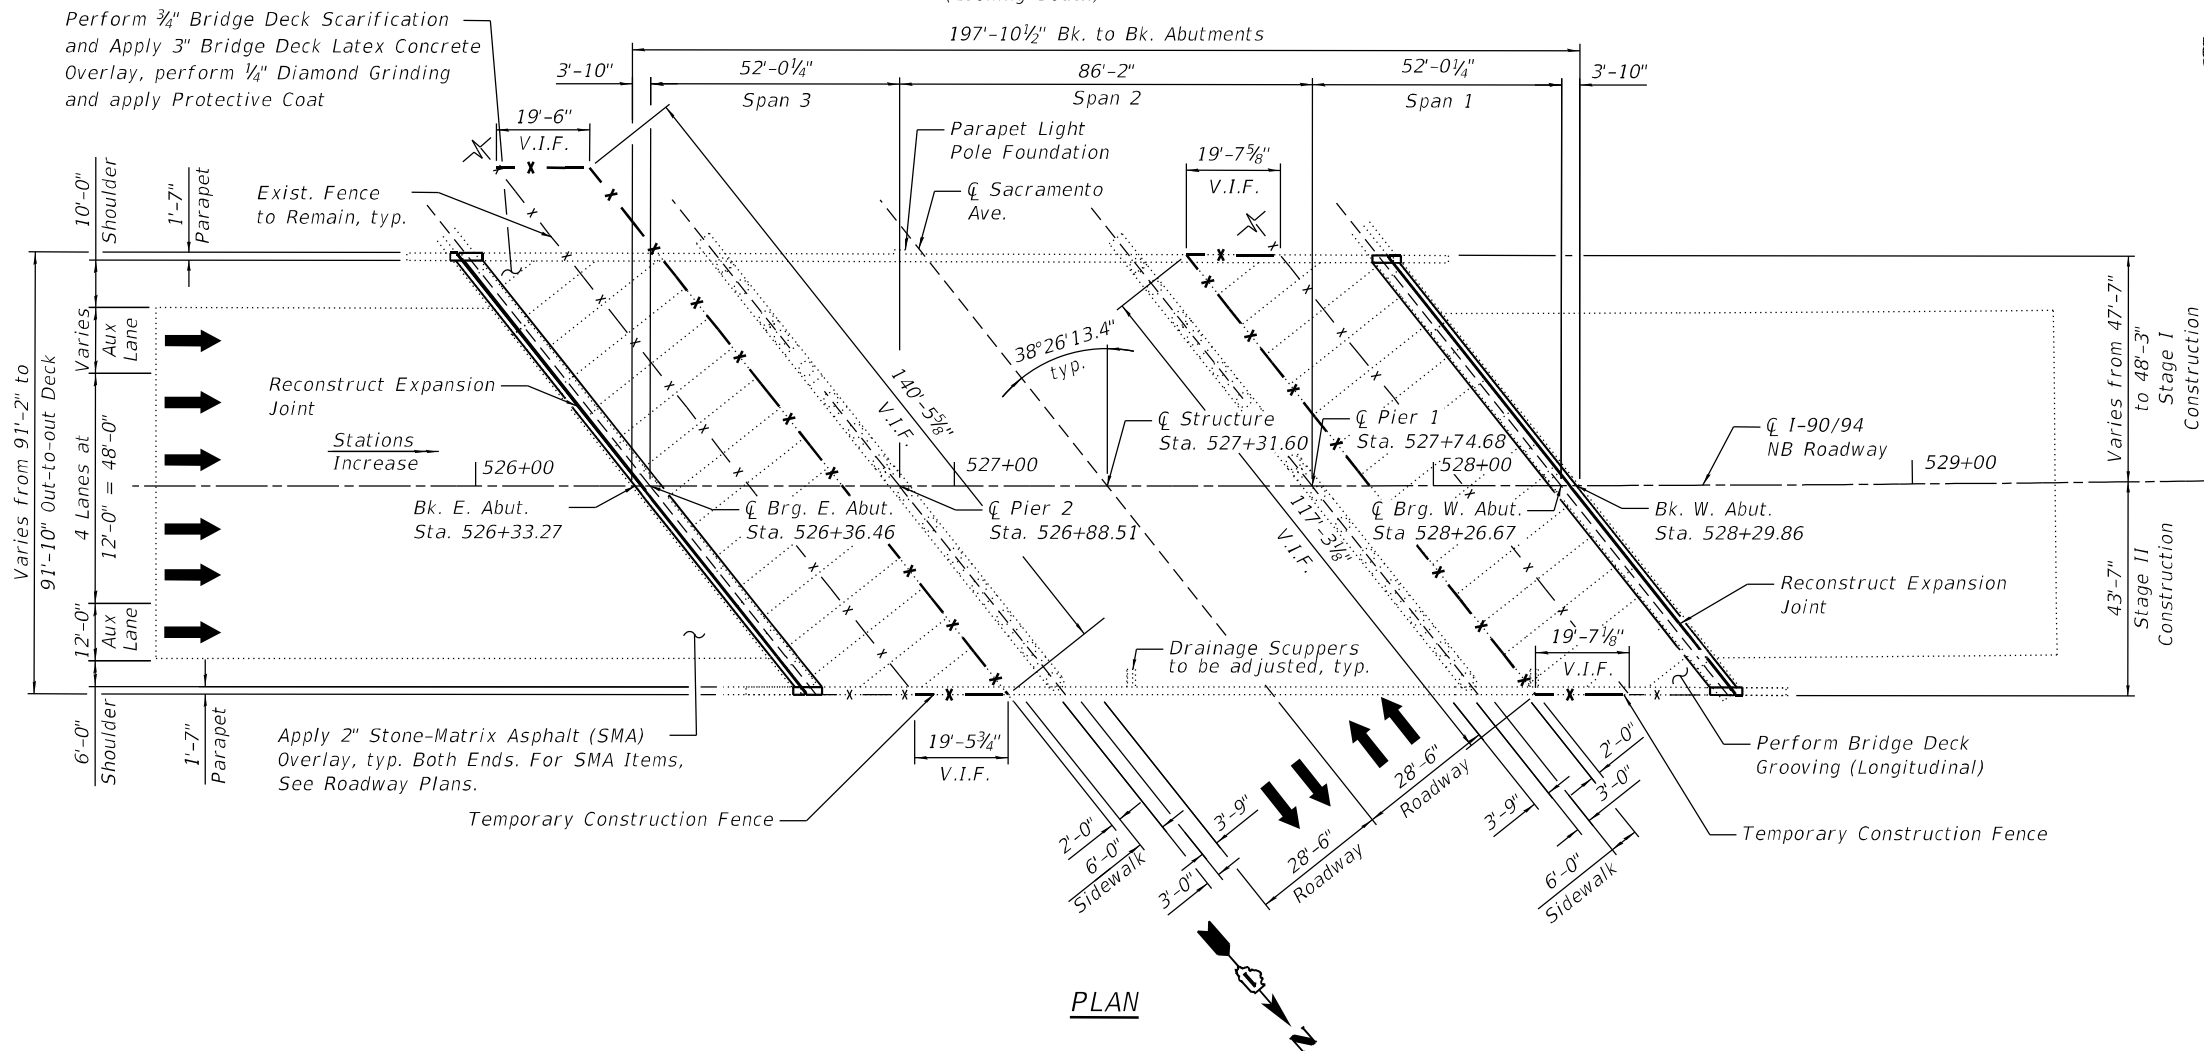 197'-10½" Bk. to Bk. Abutments
3'-10"
52'-0¼"
86'-2"
52'-0¼"
3'-10"
Span 3
Span 2
Span 1
Perform ¾" Bridge Deck Scarification
and Apply 3" Bridge Deck Latex Concrete
Overlay, perform ¼" Diamond Grinding
and apply Protective Coat
19'-6"
V.I.F.
Parapet Light
Pole Foundation
℄ Sacramento
Ave.
19'-7⅝"
V.I.F.
Exist. Fence
to Remain, typ.
10'-0"
Shoulder
1'-7"
Parapet
Varies
Aux
Lane
Varies from 91'-2" to
91'-10" Out-to-out Deck
4 Lanes at
12'-0" = 48'-0"
12'-0"
Aux
Lane
6'-0"
Shoulder
1'-7"
Parapet
Reconstruct Expansion
Joint
Stations
Increase
140'-5⅝"
V.I.F.
38°26'13.4"
typ.
℄ Structure
Sta. 527+31.60
℄ Pier 1
Sta. 527+74.68
℄ I-90/94
NB Roadway
526+00
527+00
528+00
529+00
Bk. E. Abut.
Sta. 526+33.27
℄ Brg. E. Abut.
Sta. 526+36.46
℄ Pier 2
Sta. 526+88.51
117'-3⅛"
V.I.F.
℄ Brg. W. Abut.
Sta 528+26.67
Bk. W. Abut.
Sta. 528+29.86
Varies from 47'-7"
to 48'-3"
Stage I
Construction
43'-7"
Stage II
Construction
Reconstruct Expansion
Joint
Drainage Scuppers
to be adjusted, typ.
19'-7⅛"
V.I.F.
Apply 2" Stone-Matrix Asphalt (SMA)
Overlay, typ. Both Ends. For SMA Items,
See Roadway Plans.
19'-5¾"
V.I.F.
Temporary Construction Fence
2'-0"
6'-0"
Sidewalk
3'-0"
3'-9"
28'-6"
Roadway
28'-6"
Roadway
3'-9"
2'-0"
3'-0"
6'-0"
Sidewalk
Perform Bridge Deck
Grooving (Longitudinal)
Temporary Construction Fence
PLAN
N